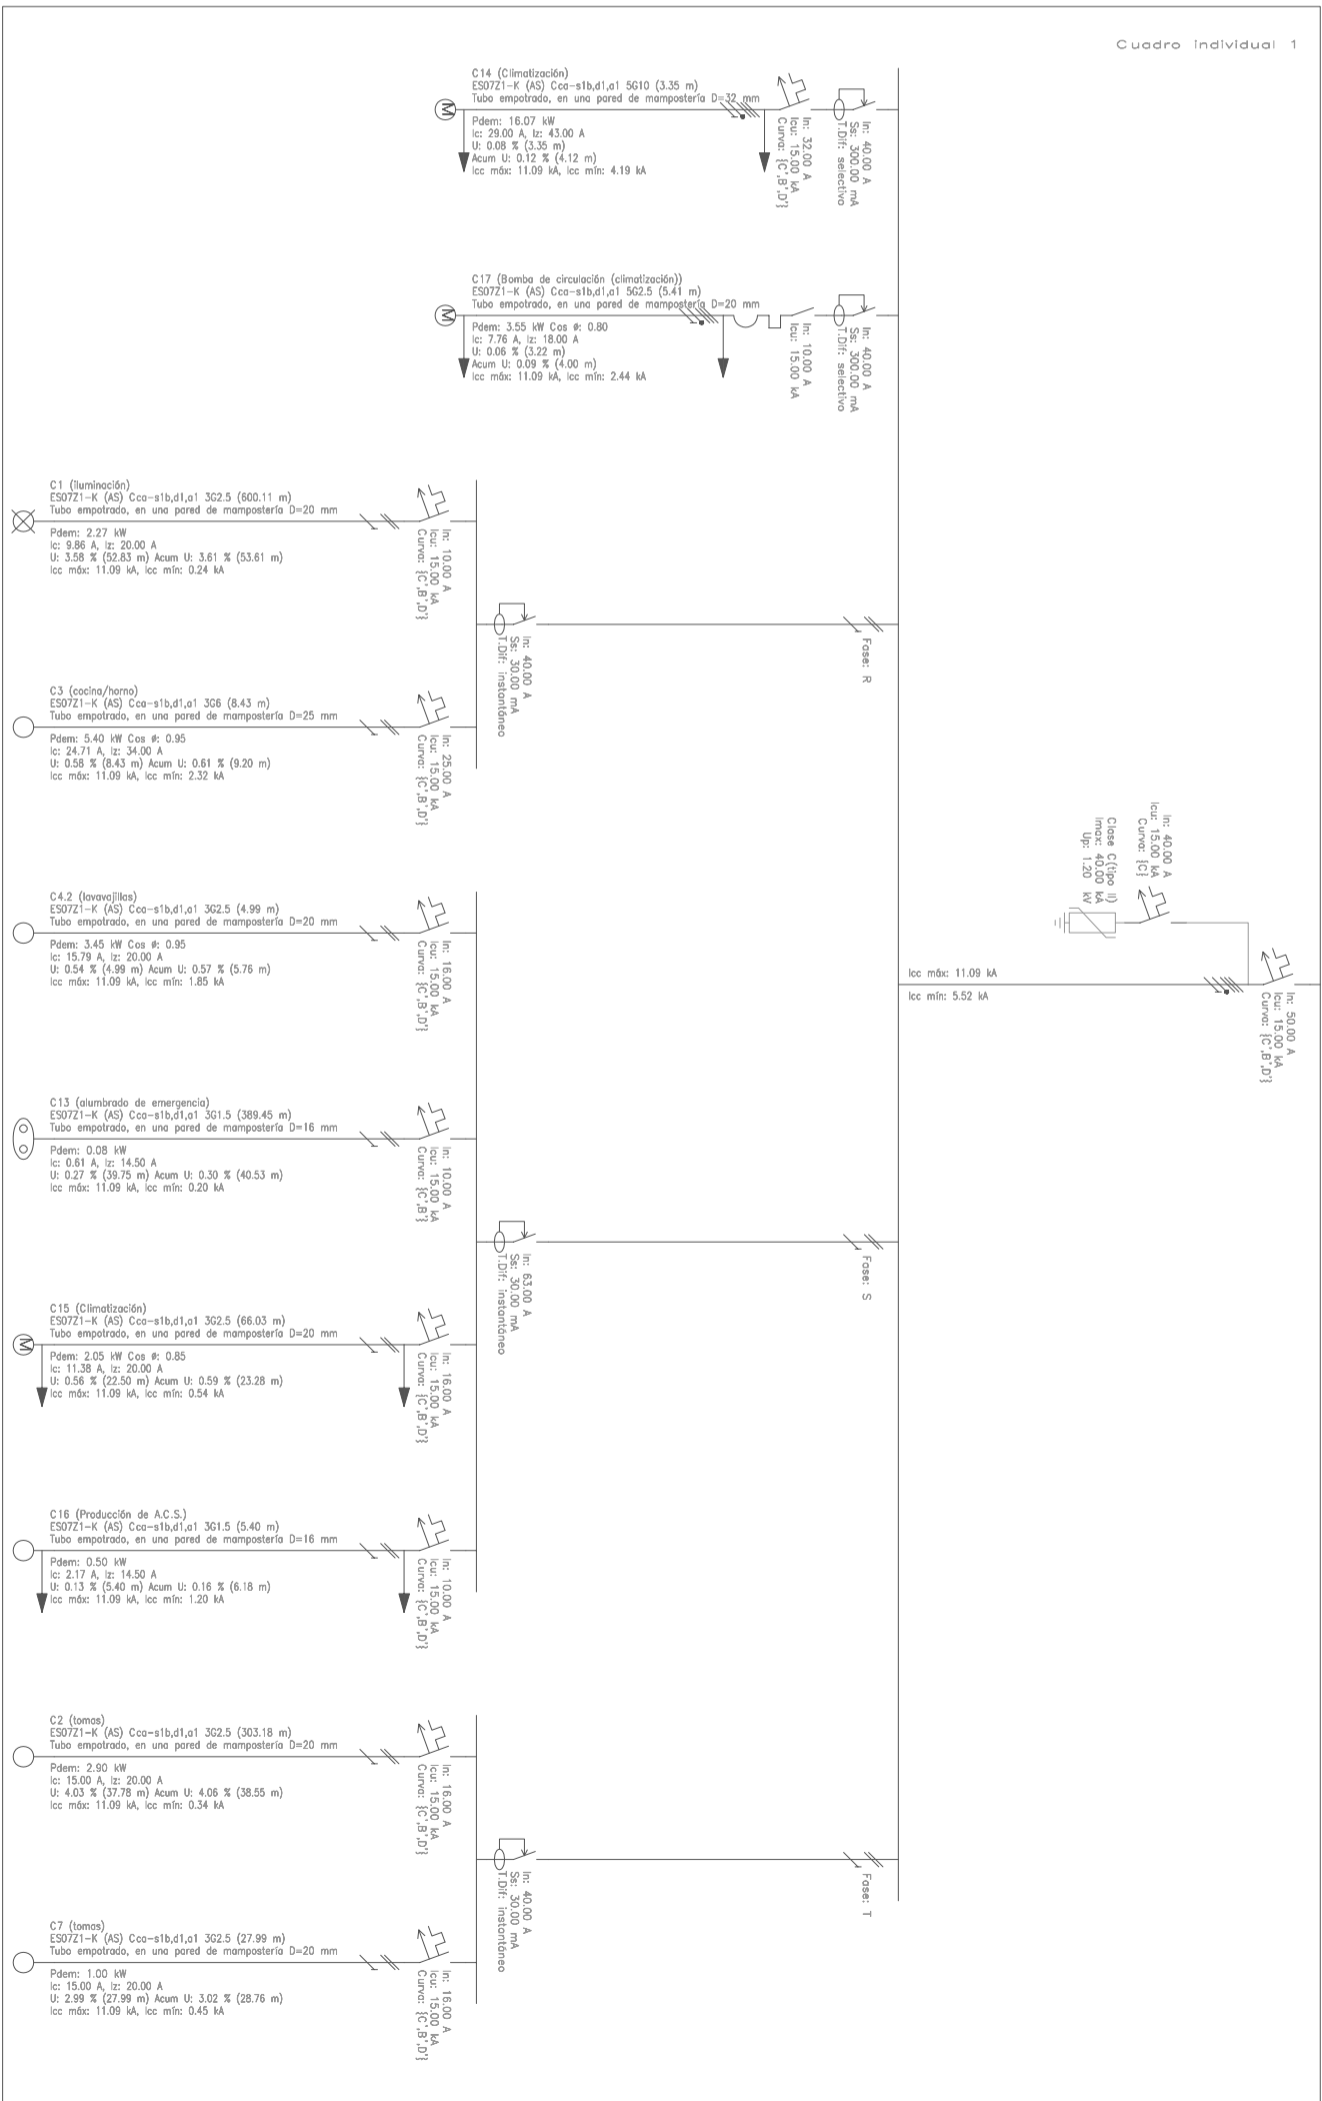 Cuadro individual 1
C14 (Climatización)
ES07Z1-K (AS) Cca-s1b,d1,a1 5G10 (3.35 m)
Tubo empotrado, en una pared de mampostería D=32 mm
Pdem: 16.07 kW
Ic: 29.00 A, Iz: 43.00 A
U: 0.08 % (3.35 m)
Acum U: 0.12 % (4.12 m)
Icc máx: 11.09 kA, Icc mín: 4.19 kA
M
In: 32.00 A
Icu: 15.00 kA
Curva: {C',B',D'}
In: 40.00 A
Ss: 300.00 mA
T.Dif: selectivo
C17 (Bomba de circulación (climatización))
ES07Z1-K (AS) Cca-s1b,d1,a1 5G2.5 (5.41 m)
Tubo empotrado, en una pared de mampostería D=20 mm
Pdem: 3.55 kW Cos ø: 0.80
Ic: 7.76 A, Iz: 18.00 A
U: 0.06 % (3.22 m)
Acum U: 0.09 % (4.00 m)
Icc máx: 11.09 kA, Icc mín: 2.44 kA
M
In: 10.00 A
Icu: 15.00 kA
In: 40.00 A
Ss: 300.00 mA
T.Dif: selectivo
C1 (iluminación)
ES07Z1-K (AS) Cca-s1b,d1,a1 3G2.5 (600.11 m)
Tubo empotrado, en una pared de mampostería D=20 mm
Pdem: 2.27 kW
Ic: 9.86 A, Iz: 20.00 A
U: 3.58 % (52.83 m) Acum U: 3.61 % (53.61 m)
Icc máx: 11.09 kA, Icc mín: 0.24 kA
In: 10.00 A
Icu: 15.00 kA
Curva: {C',B',D'}
In: 40.00 A
Ss: 30.00 mA
T.Dif: instantáneo
Fase: R
C3 (cocina/horno)
ES07Z1-K (AS) Cca-s1b,d1,a1 3G6 (8.43 m)
Tubo empotrado, en una pared de mampostería D=25 mm
Pdem: 5.40 kW Cos ø: 0.95
Ic: 24.71 A, Iz: 34.00 A
U: 0.58 % (8.43 m) Acum U: 0.61 % (9.20 m)
Icc máx: 11.09 kA, Icc mín: 2.32 kA
In: 25.00 A
Icu: 15.00 kA
Curva: {C',B',D'}
In: 40.00 A
Icu: 15.00 kA
Curva: {C}
Clase C(tipo II)
Imax: 40.00 kA
Up: 1.20 kV
C4.2 (lavavajillas)
ES07Z1-K (AS) Cca-s1b,d1,a1 3G2.5 (4.99 m)
Tubo empotrado, en una pared de mampostería D=20 mm
Pdem: 3.45 kW Cos ø: 0.95
Ic: 15.79 A, Iz: 20.00 A
U: 0.54 % (4.99 m) Acum U: 0.57 % (5.76 m)
Icc máx: 11.09 kA, Icc mín: 1.85 kA
In: 16.00 A
Icu: 15.00 kA
Curva: {C',B',D'}
Icc máx: 11.09 kA
Icc mín: 5.52 kA
In: 50.00 A
Icu: 15.00 kA
Curva: {C',B',D'}
C13 (alumbrado de emergencia)
ES07Z1-K (AS) Cca-s1b,d1,a1 3G1.5 (389.45 m)
Tubo empotrado, en una pared de mampostería D=16 mm
Pdem: 0.08 kW
Ic: 0.61 A, Iz: 14.50 A
U: 0.27 % (39.75 m) Acum U: 0.30 % (40.53 m)
Icc máx: 11.09 kA, Icc mín: 0.20 kA
In: 10.00 A
Icu: 15.00 kA
Curva: {C',B'}
In: 63.00 A
Ss: 30.00 mA
T.Dif: instantáneo
Fase: S
C15 (Climatización)
ES07Z1-K (AS) Cca-s1b,d1,a1 3G2.5 (66.03 m)
Tubo empotrado, en una pared de mampostería D=20 mm
Pdem: 2.05 kW Cos ø: 0.85
Ic: 11.38 A, Iz: 20.00 A
U: 0.56 % (22.50 m) Acum U: 0.59 % (23.28 m)
Icc máx: 11.09 kA, Icc mín: 0.54 kA
M
In: 16.00 A
Icu: 15.00 kA
Curva: {C',B',D'}
C16 (Producción de A.C.S.)
ES07Z1-K (AS) Cca-s1b,d1,a1 3G1.5 (5.40 m)
Tubo empotrado, en una pared de mampostería D=16 mm
Pdem: 0.50 kW
Ic: 2.17 A, Iz: 14.50 A
U: 0.13 % (5.40 m) Acum U: 0.16 % (6.18 m)
Icc máx: 11.09 kA, Icc mín: 1.20 kA
In: 10.00 A
Icu: 15.00 kA
Curva: {C',B',D'}
C2 (tomas)
ES07Z1-K (AS) Cca-s1b,d1,a1 3G2.5 (303.18 m)
Tubo empotrado, en una pared de mampostería D=20 mm
Pdem: 2.90 kW
Ic: 15.00 A, Iz: 20.00 A
U: 4.03 % (37.78 m) Acum U: 4.06 % (38.55 m)
Icc máx: 11.09 kA, Icc mín: 0.34 kA
In: 16.00 A
Icu: 15.00 kA
Curva: {C',B',D'}
In: 40.00 A
Ss: 30.00 mA
T.Dif: instantáneo
Fase: T
C7 (tomas)
ES07Z1-K (AS) Cca-s1b,d1,a1 3G2.5 (27.99 m)
Tubo empotrado, en una pared de mampostería D=20 mm
Pdem: 1.00 kW
Ic: 15.00 A, Iz: 20.00 A
U: 2.99 % (27.99 m) Acum U: 3.02 % (28.76 m)
Icc máx: 11.09 kA, Icc mín: 0.45 kA
In: 16.00 A
Icu: 15.00 kA
Curva: {C',B',D'}